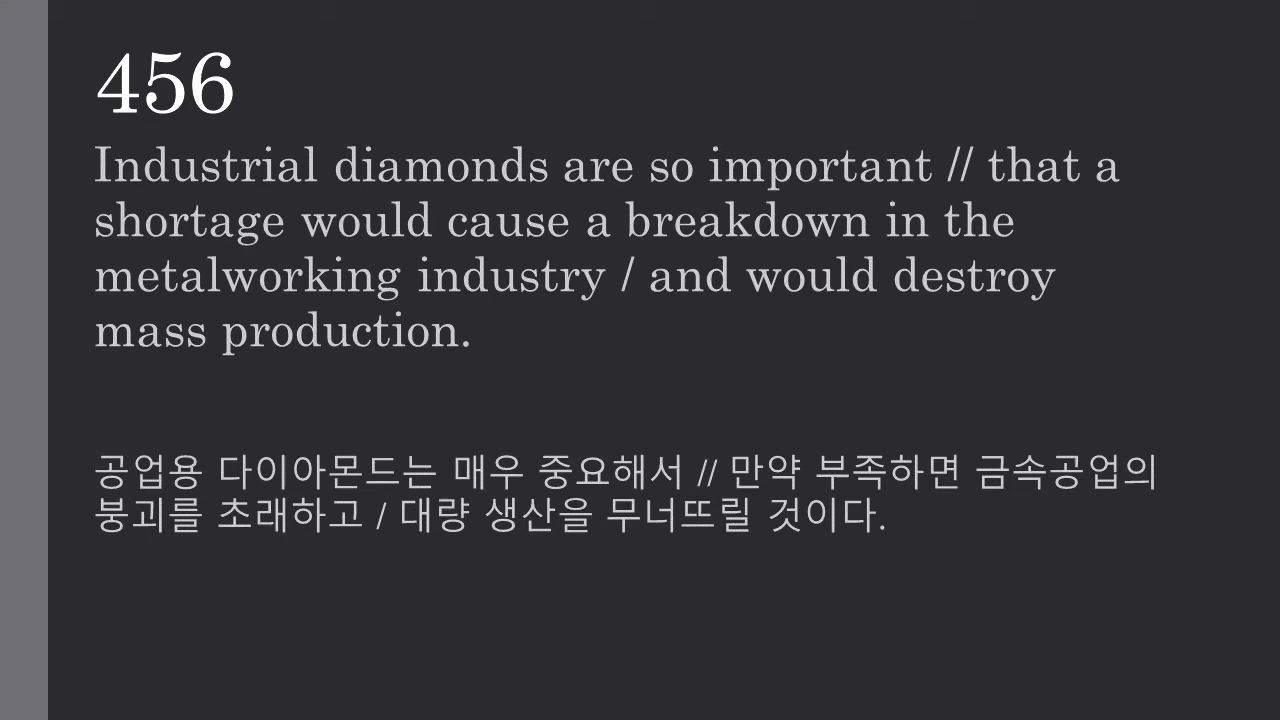 456
Industrial diamonds are so important // that a
shortage would cause a breakdown in the
metalworking industry / and would destroy
mass production.
공업용 다이아몬드는 매우 중요해서 // 만약 부족하면 금속공업의
붕괴를 초래하고 / 대량 생산을 무너뜨릴 것이다.